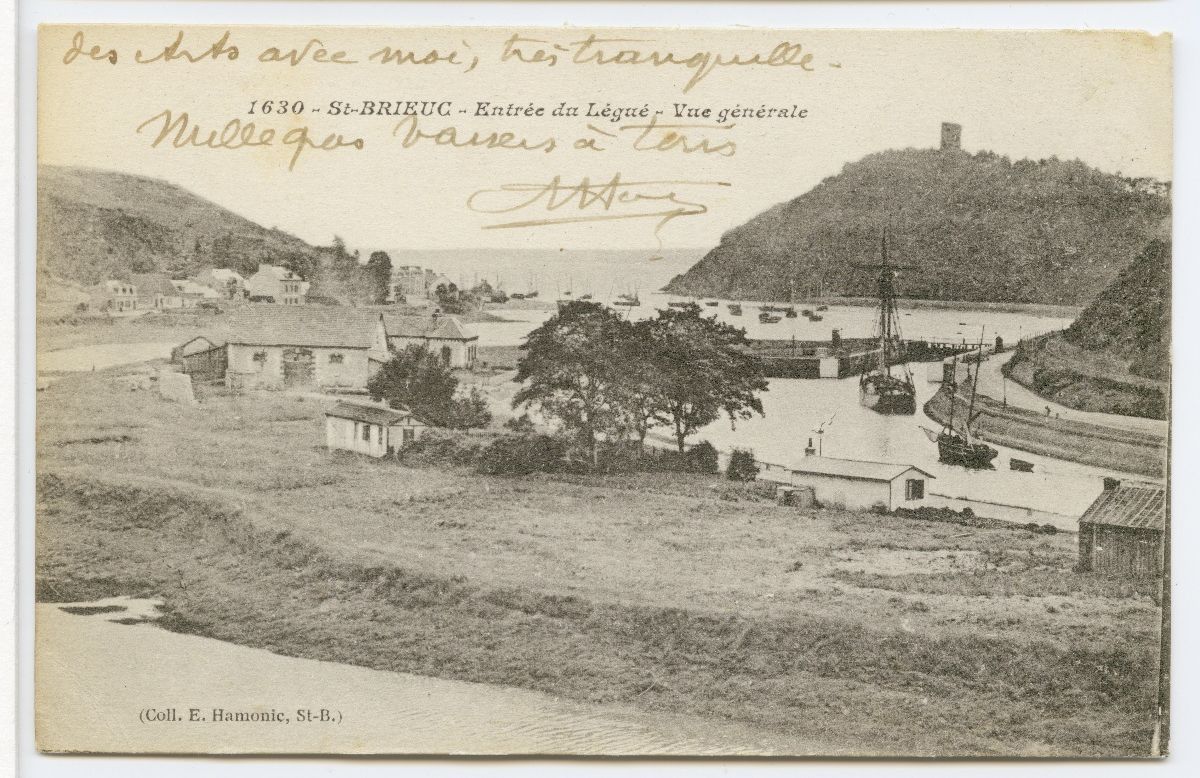 des Arts avec moi, très tranquille -
1630 - St-BRIEUC - Entrée du Légué - Vue générale
Mille gros baisers à tous
(Coll. E. Hamonic, St-B.)